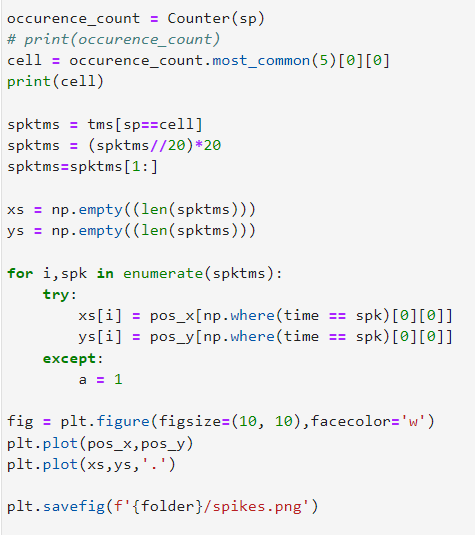 occurence_count = Counter(sp)
# print(occurence_count)
cell = occurence_count.most_common(5)[0][0]
print(cell)

spktms = tms[sp==cell]
spktms = (spktms//20)*20
spktms=spktms[1:]

xs = np.empty((len(spktms)))
ys = np.empty((len(spktms)))

for i,spk in enumerate(spktms):
    try:
        xs[i] = pos_x[np.where(time == spk)[0][0]]
        ys[i] = pos_y[np.where(time == spk)[0][0]]
    except:
        a = 1

fig = plt.figure(figsize=(10, 10),facecolor='w')
plt.plot(pos_x,pos_y)
plt.plot(xs,ys,'.')

plt.savefig(f'{folder}/spikes.png')